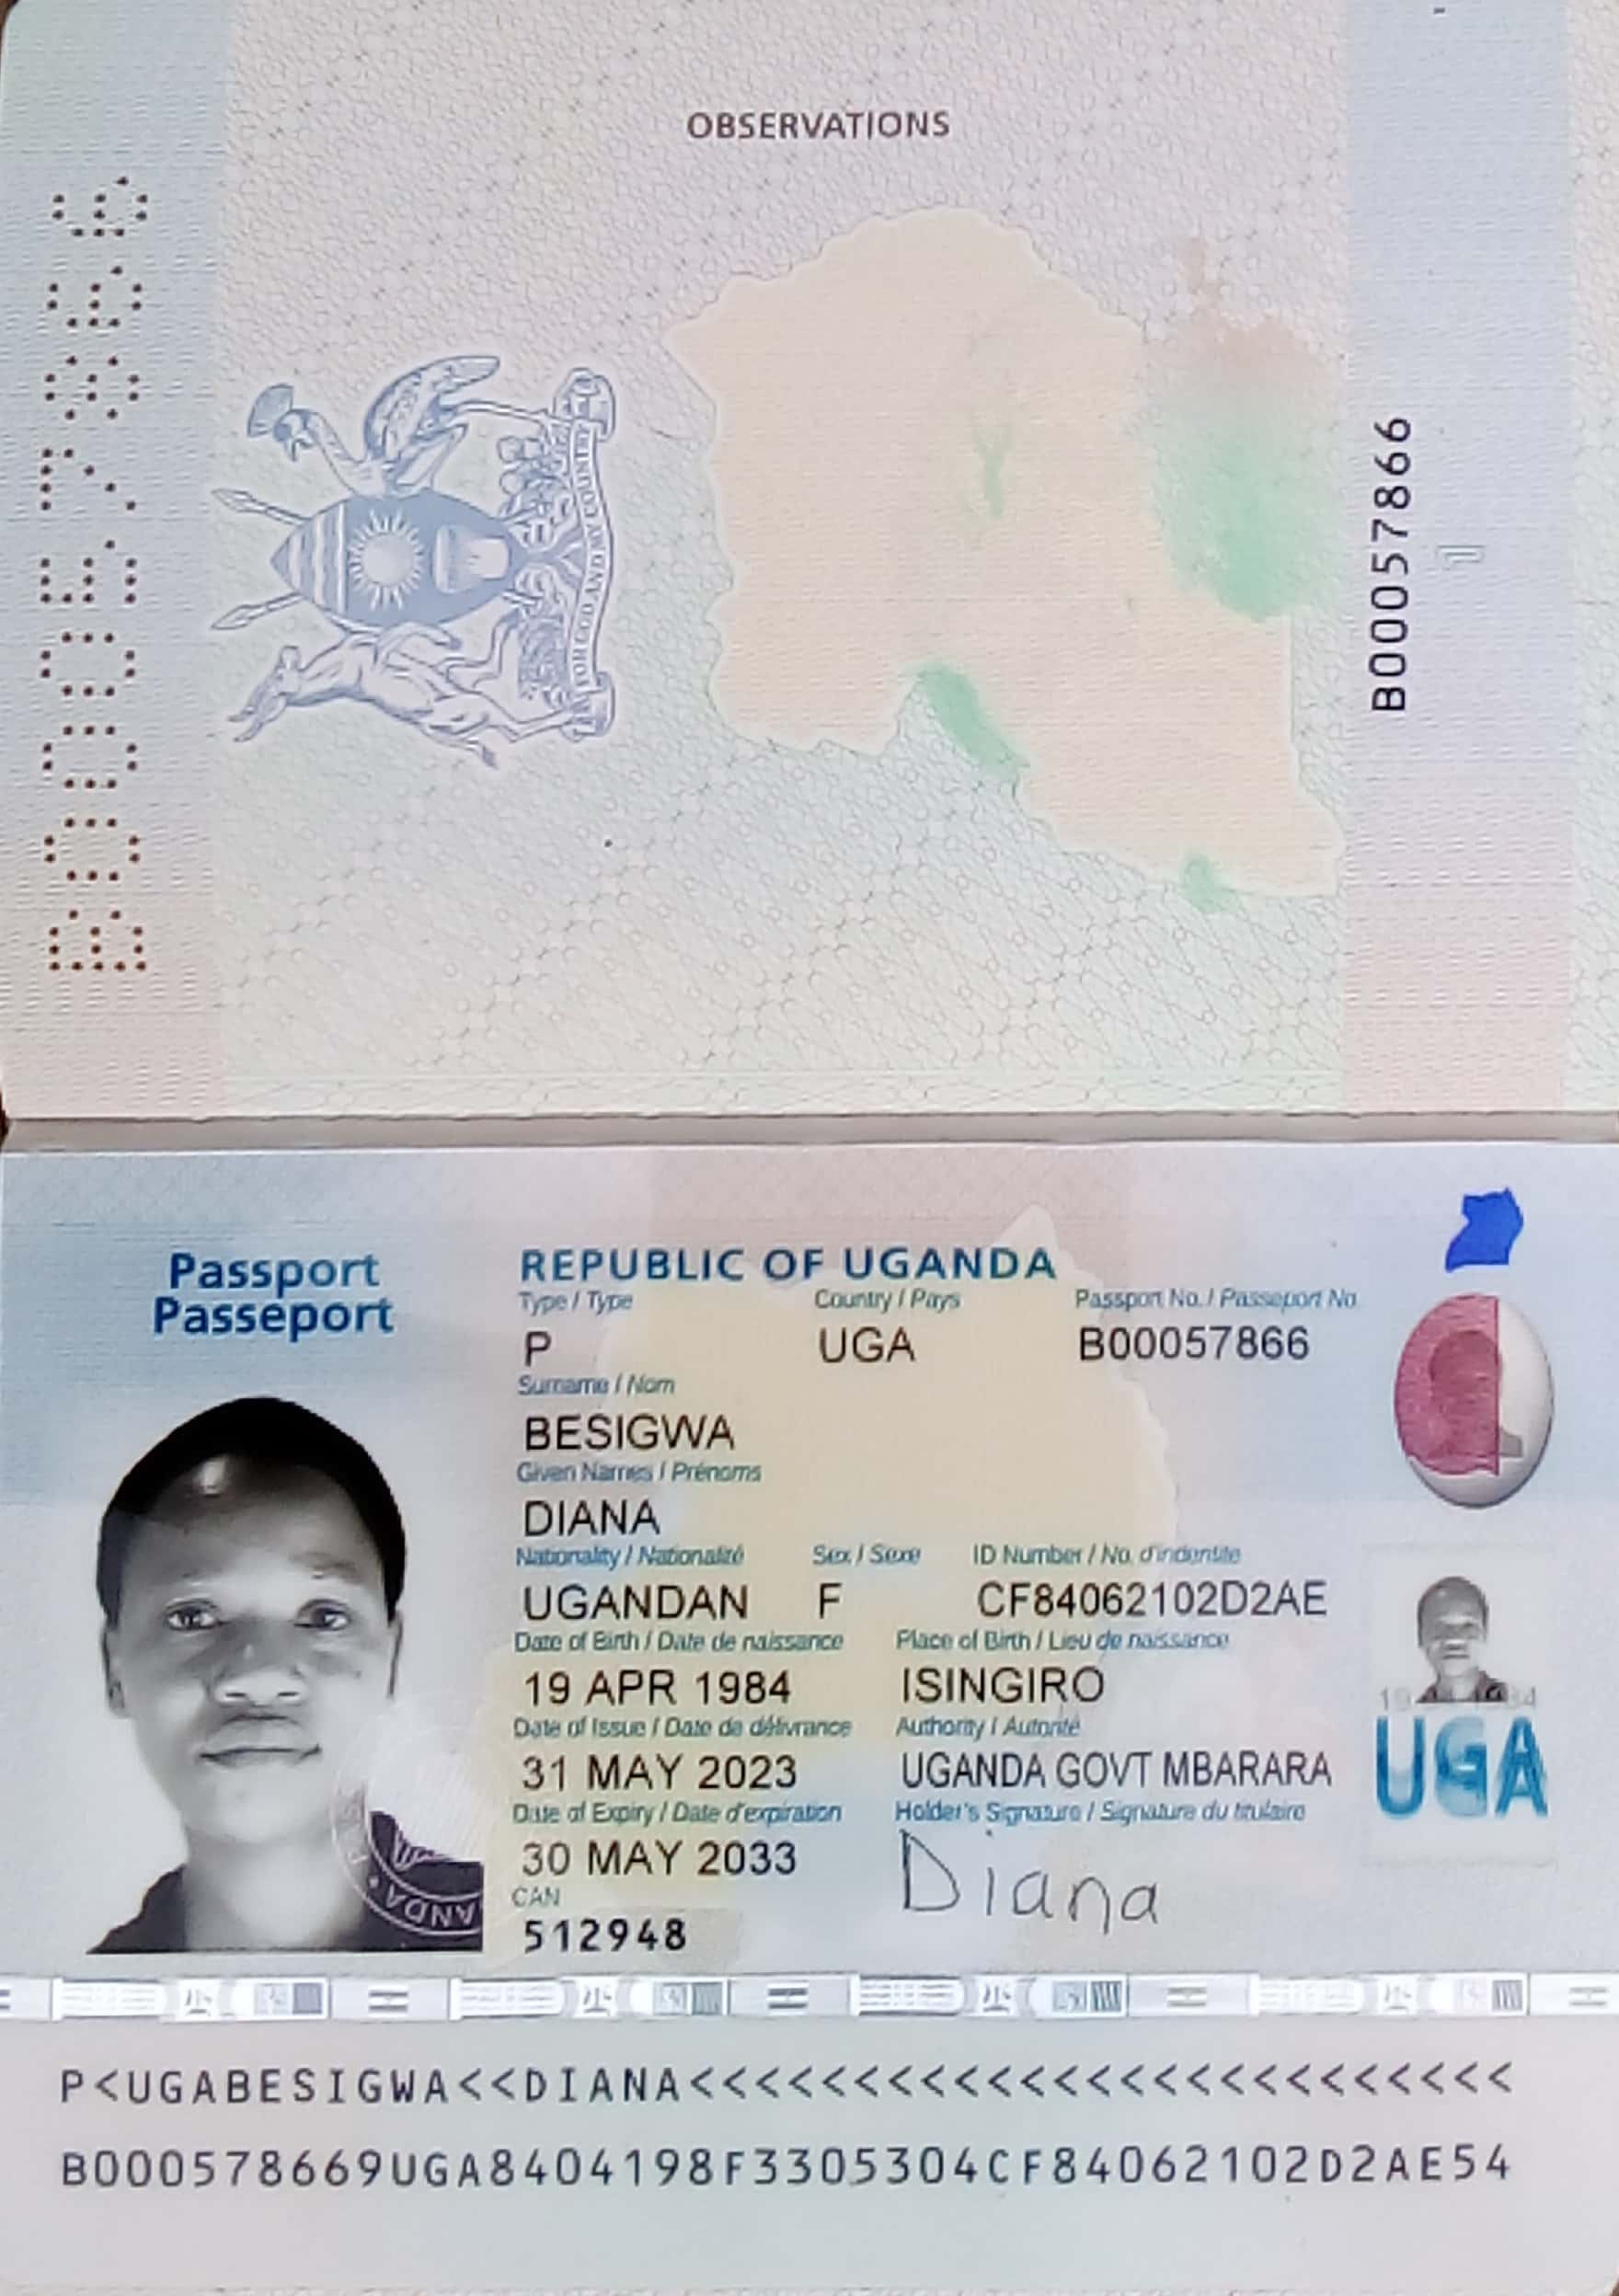 OBSERVATIONS
B00057866
FOR GOD AND MY COUNTRY
B00057866
1
Passport
Passeport
REPUBLIC OF UGANDA
Type / Type Country / Pays Passport No. / Passeport No.
P UGA B00057866
Surname / Nom
BESIGWA
Given Names / Prénoms
DIANA
Nationality / Nationalité Sex / Sexe ID Number / No. d'indentite
UGANDAN F CF84062102D2AE
Date of Birth / Date de naissance Place of Birth / Lieu de naissance
19 APR 1984 ISINGIRO
Date of Issue / Date de délivrance Authority / Autorité
31 MAY 2023 UGANDA GOVT MBARARA
Date of Expiry / Date d'expiration Holder's Signature / Signature du titulaire
30 MAY 2033 Diana
CAN
512948
UGA
P<UGABESIGWA<<DIANA<<<<<<<<<<<<<<<<<<<<<<<<<
B000578669UGA8404198F3305304CF84062102D2AE54